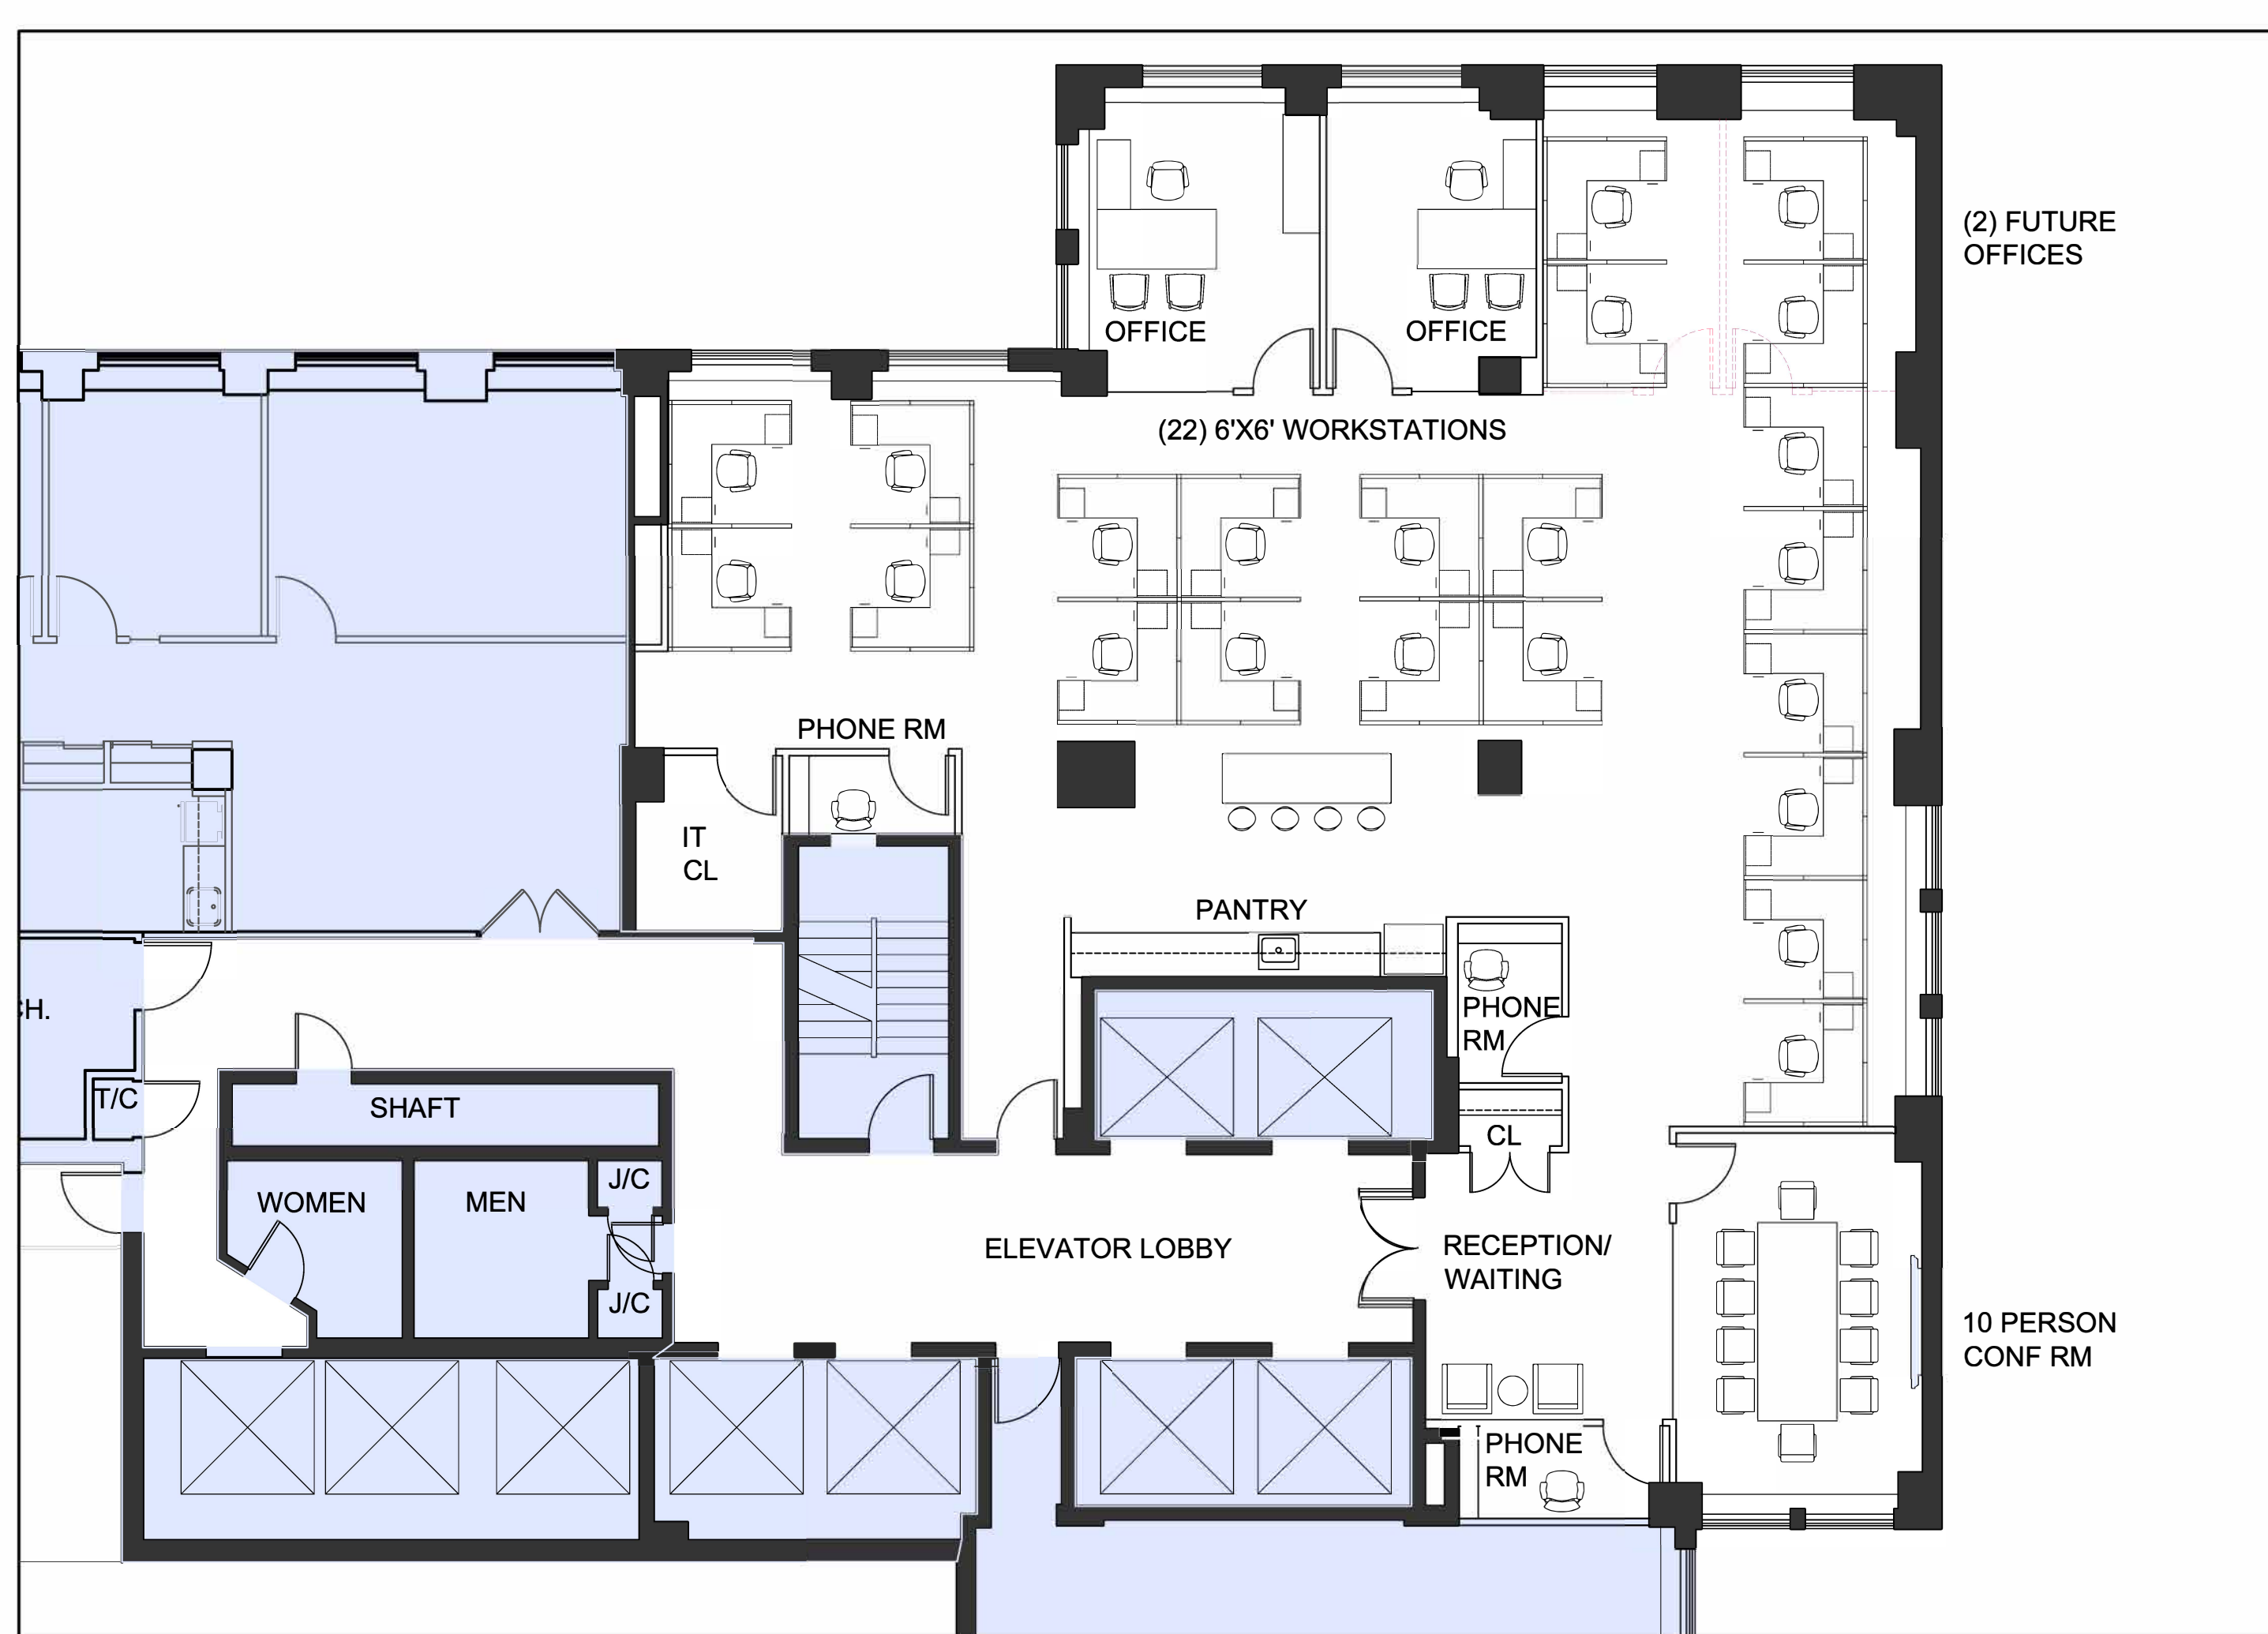 (2) FUTURE
OFFICES
OFFICE
OFFICE
(22) 6'X6' WORKSTATIONS
PHONE RM
IT
CL
PANTRY
PHONE
RM
CH.
T/C
SHAFT
CL
J/C
WOMEN
MEN
ELEVATOR LOBBY
RECEPTION/
WAITING
J/C
10 PERSON
CONF RM
PHONE
RM